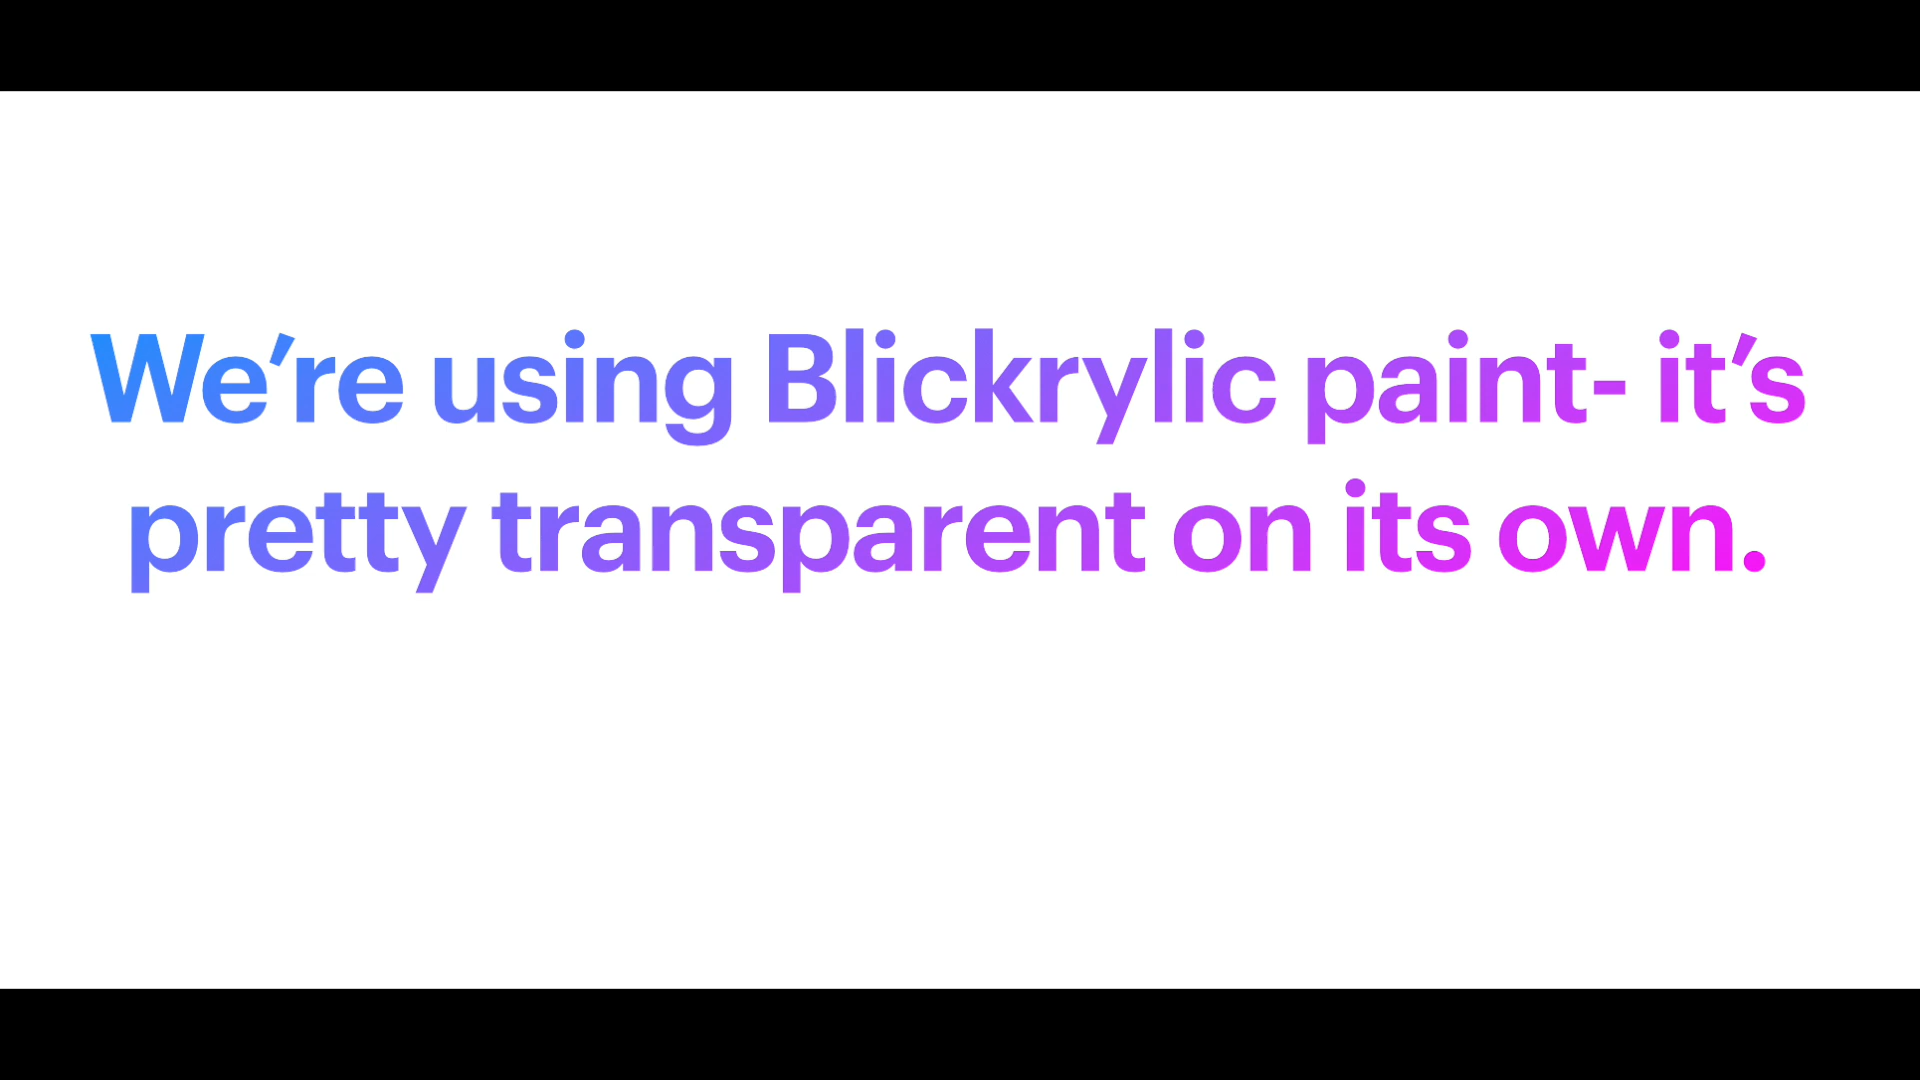 We’re using Blickrylic paint- it’s
pretty transparent on its own.